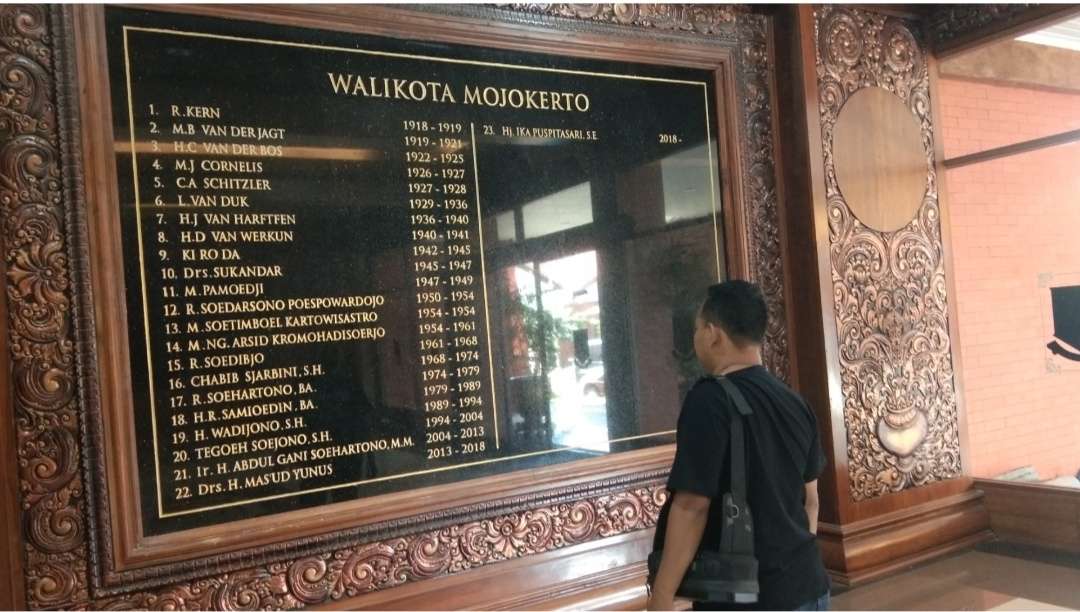 WALIKOTA MOJOKERTO
1. R.KERN 1918 - 1919
2. M.B VAN DER JAGT 1919 - 1921
3. H.C VAN DER BOS 1922 - 1925
4. M.J CORNELIS 1926 - 1927
5. C.A SCHITZLER 1927 - 1928
6. L.VAN DUK 1929 - 1936
7. H.J VAN HARFTFEN 1936 - 1940
8. H.D VAN WERKUN 1940 - 1941
9. KI RO DA 1942 - 1945
10. Drs.SUKANDAR 1945 - 1947
11. M.PAMOEDJI 1947 - 1949
12. R.SOEDARSONO POESPOWARDOJO 1950 - 1954
13. M.SOETIMBOEL KARTOWISASTRO 1954 - 1954
14. M.NG.ARSID KROMOHADISOERJO 1954 - 1961
15. R.SOEDIBJO 1961 - 1968
16. CHABIB SJARBINI, S.H. 1968 - 1974
17. R.SOEHARTONO, BA. 1974 - 1979
18. H.R.SAMIOEDIN, BA. 1979 - 1989
19. H. WADIJONO, S.H. 1989 - 1994
20. TEGOEH SOEJONO, S.H. 1994 - 2004
21. Ir. H. ABDUL GANI SOEHARTONO, M.M. 2004 - 2013
22. Drs. H. MAS'UD YUNUS 2013 - 2018
23. Hj. IKA PUSPITASARI, S.E. 2018 -